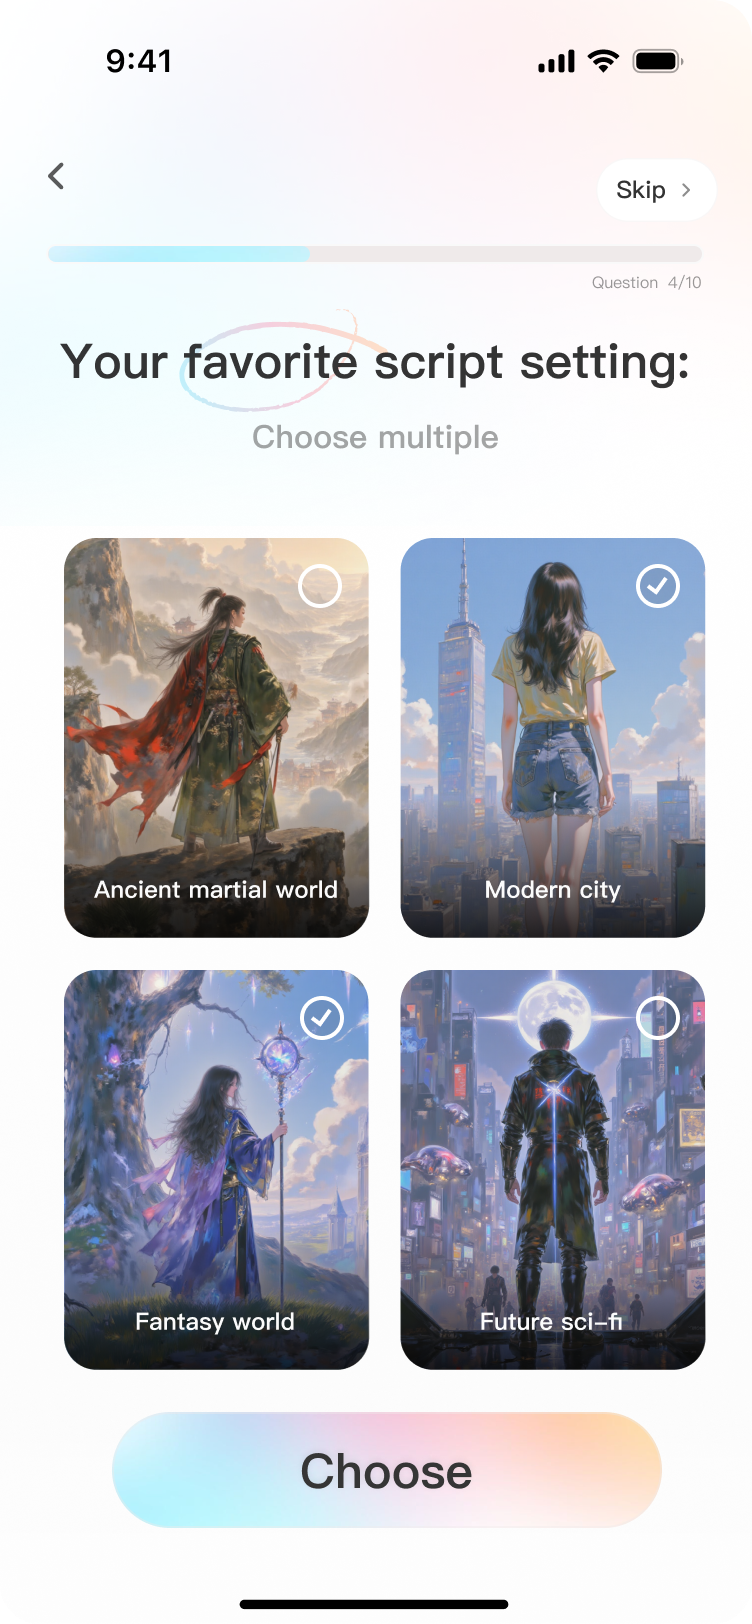 9:41
Skip
Question 4/10
Your favorite script setting:
Choose multiple
Ancient martial world
Modern city
Fantasy world
Future sci-fi
Choose